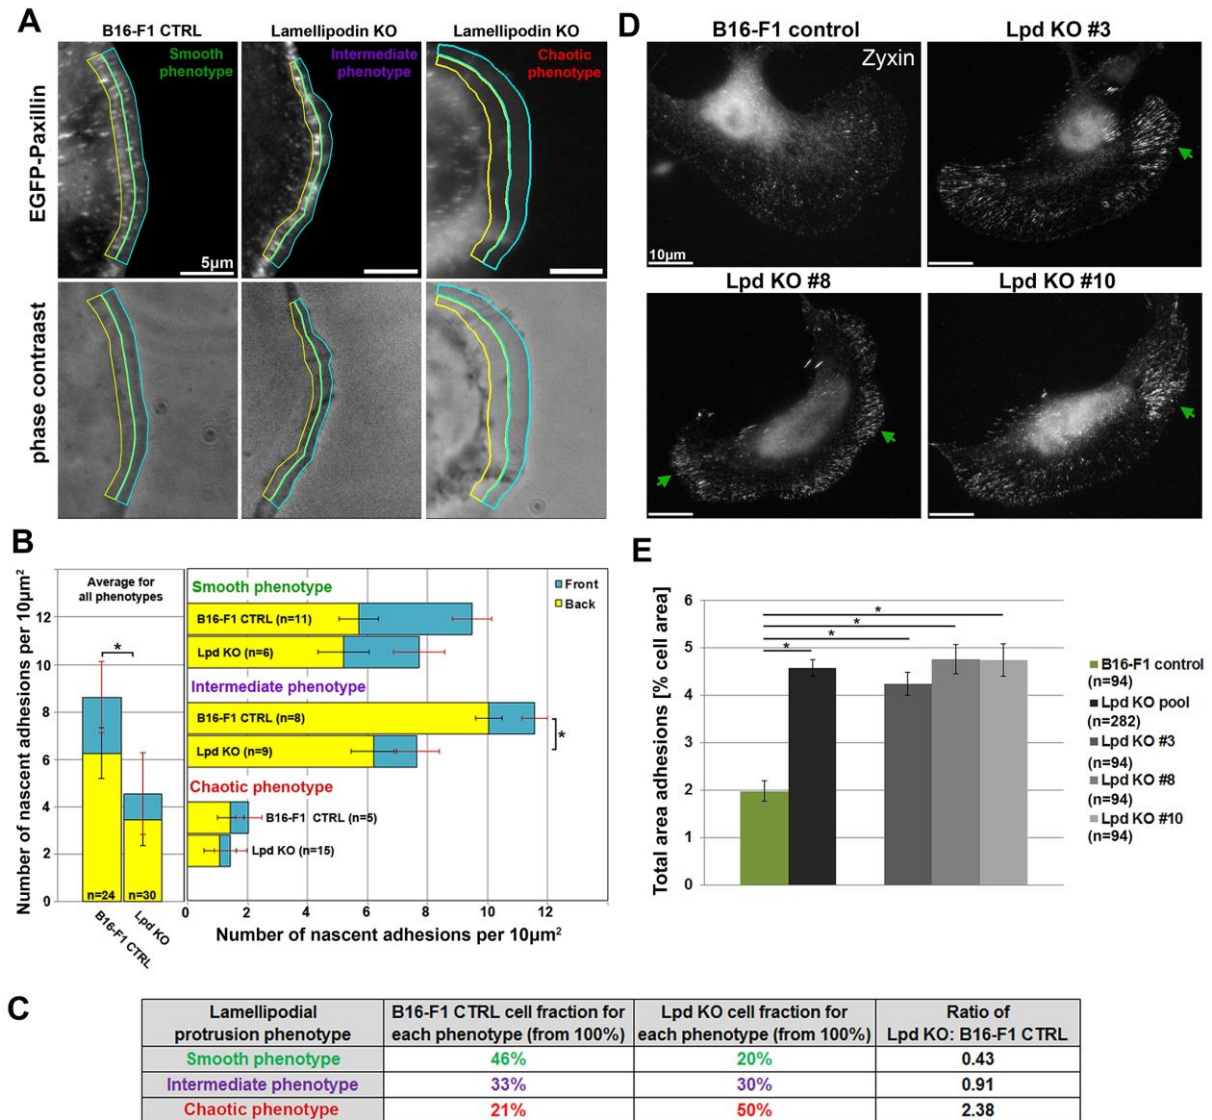 A
B16-F1 CTRL
Lamellipodin KO
Lamellipodin KO
EGFP-Paxillin
Smooth
phenotype
Intermediate
phenotype
Chaotic
phenotype
5µm
phase contrast
B
Number of nascent adhesions per 10µm²
Average for
all phenotypes
*
12
10
8
6
4
2
0
n=24
n=30
B16-F1 CTRL
Lpd KO
Front
Back
Smooth phenotype
B16-F1 CTRL (n=11)
Lpd KO (n=6)
Intermediate phenotype
B16-F1 CTRL (n=8)
*
Lpd KO (n=9)
Chaotic phenotype
B16-F1 CTRL (n=5)
Lpd KO (n=15)
0 2 4 6 8 10 12
Number of nascent adhesions per 10µm²
D
B16-F1 control
Lpd KO #3
Zyxin
10µm
Lpd KO #8
Lpd KO #10
E
Total area adhesions [% cell area]
6
5
4
3
2
1
0
*
*
*
*
B16-F1 control
(n=94)
Lpd KO pool
(n=282)
Lpd KO #3
(n=94)
Lpd KO #8
(n=94)
Lpd KO #10
(n=94)
C
Lamellipodial
protrusion phenotype
B16-F1 CTRL cell fraction for
each phenotype (from 100%)
Lpd KO cell fraction for
each phenotype (from 100%)
Ratio of
Lpd KO: B16-F1 CTRL
Smooth phenotype 46% 20% 0.43
Intermediate phenotype 33% 30% 0.91
Chaotic phenotype 21% 50% 2.38